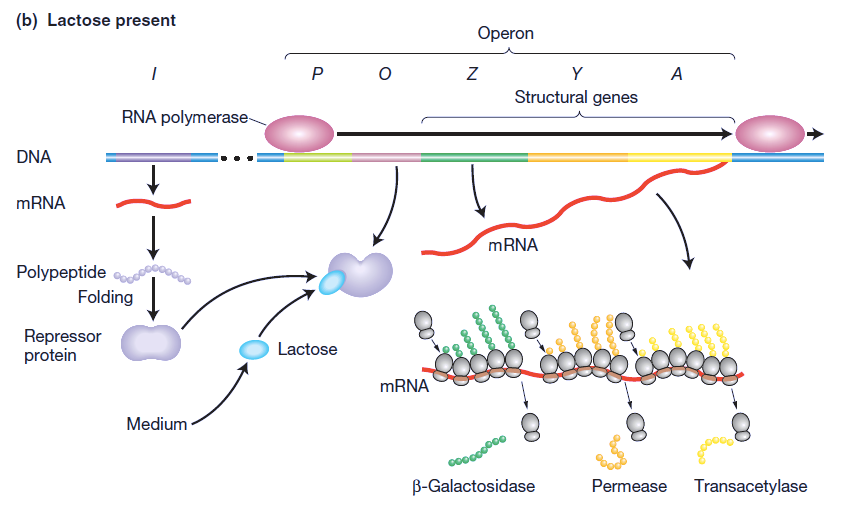 (b) Lactose present
Operon
I P O Z Y A
Structural genes
RNA polymerase
DNA
mRNA
mRNA
Polypeptide
Folding
Repressor
protein
Lactose
mRNA
Medium
β-Galactosidase Permease Transacetylase